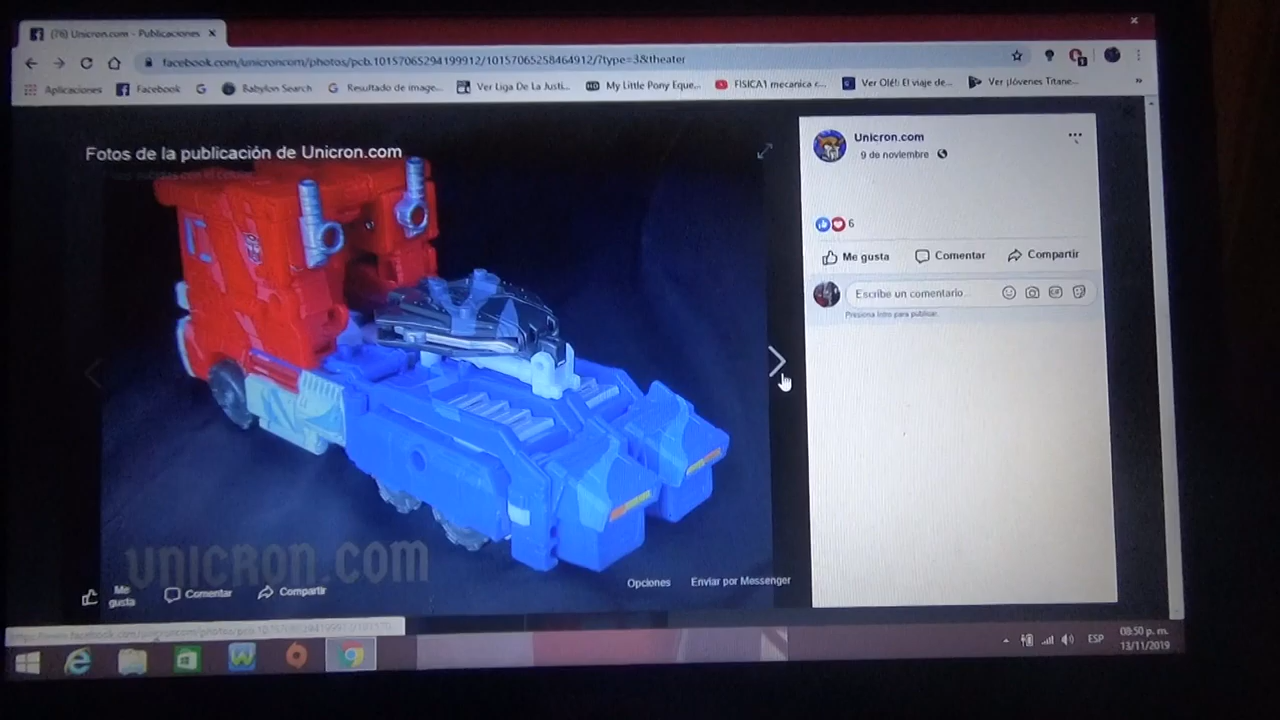 (76) Unicron.com - Publicaciones
facebook.com/unicroncom/photos/pcb.10157065294199912/10157065258464912/?type=3&theater
Aplicaciones Facebook Babylon Search Resultado de image... Ver Liga De La Justi... My Little Pony Eque... FISICA1 mecanica c... Ver Olé! El viaje de... Ver ¡Jóvenes Titane... »
Fotos de la publicación de Unicron.com
Unicron.com
9 de noviembre
6
Me gusta Comentar Compartir
Escribe un comentario...
Presiona Intro para publicar.
UNICRON.COM
Opciones Enviar por Messenger
Me gusta Comentar Compartir
ESP
08:50 p. m.
13/11/2019